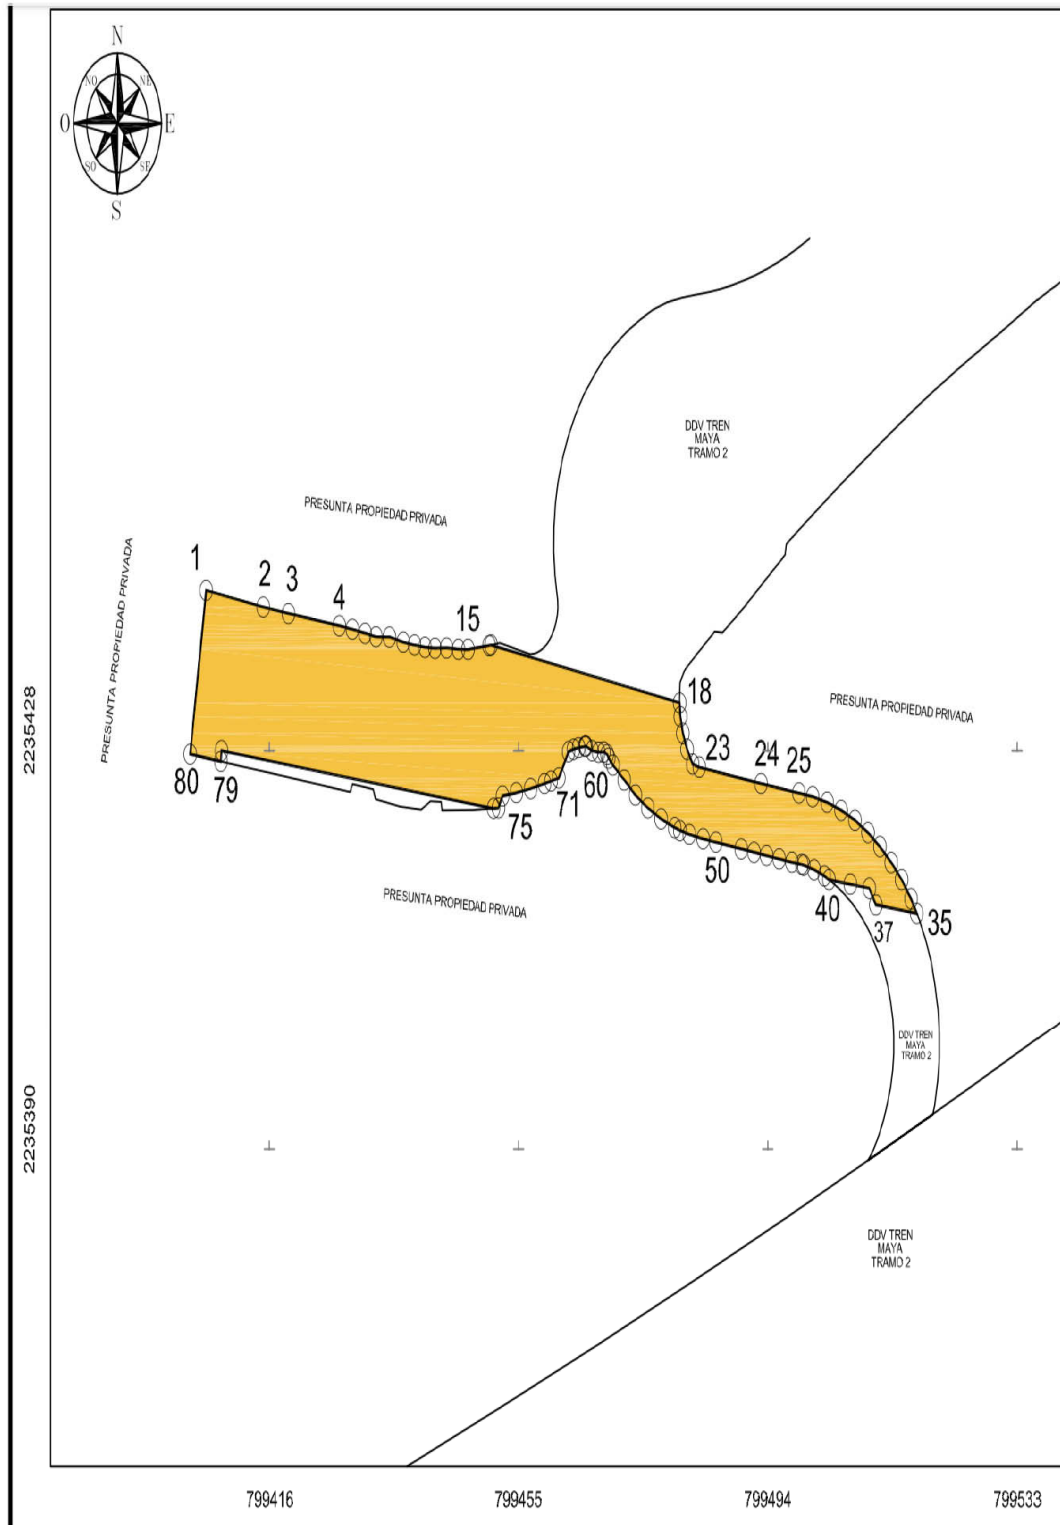 N
NO
NE
O
E
SO
SE
S
DDV TREN
MAYA
TRAMO 2
PRESUNTA PROPIEDAD PRIVADA
PRESUNTA PROPIEDAD PRIVADA
1
2
3
4
15
18
PRESUNTA PROPIEDAD PRIVADA
2235428
23
24
25
80
79
71
60
75
50
PRESUNTA PROPIEDAD PRIVADA
40
37
35
DDV TREN
MAYA
TRAMO 2
2235390
DDV TREN
MAYA
TRAMO 2
799416
799455
799494
799533